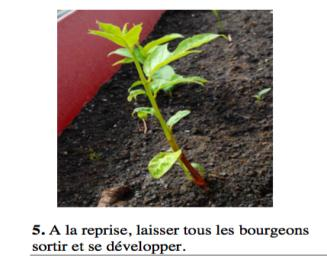 5. A la reprise, laisser tous les bourgeons
sortir et se développer.